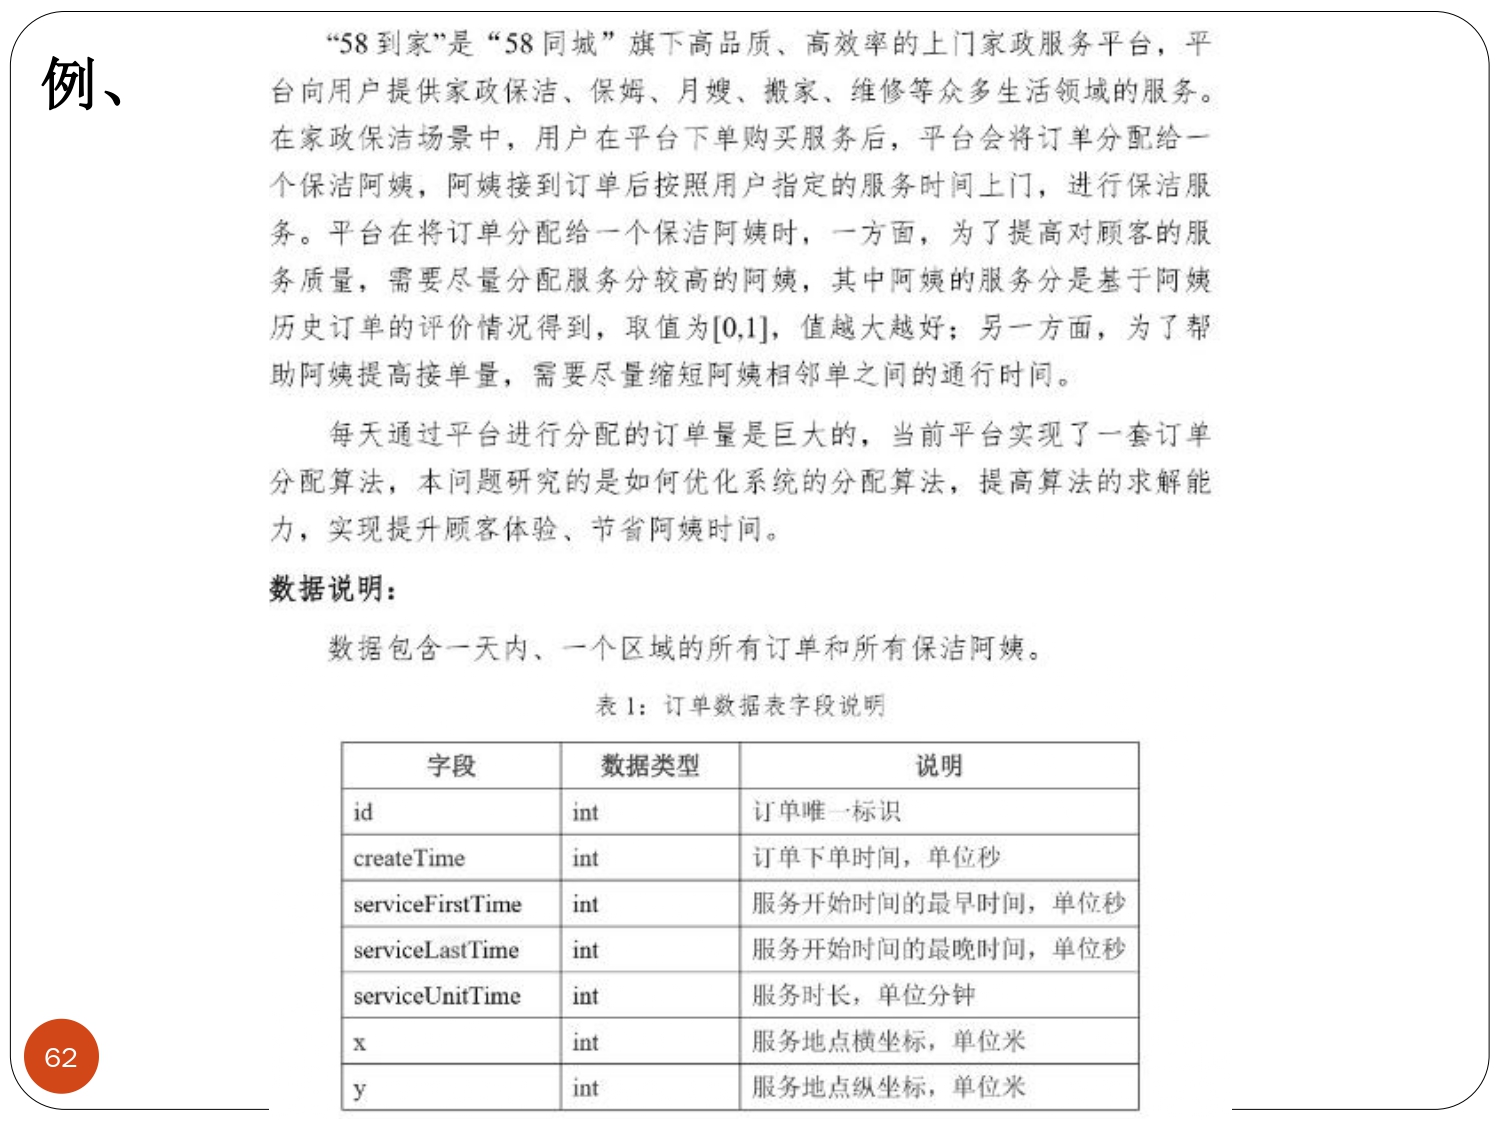 例、
“58 到家”是“58 同城”旗下高品质、高效率的上门家政服务平台，平
台向用户提供家政保洁、保姆、月嫂、搬家、维修等众多生活领域的服务。
在家政保洁场景中，用户在平台下单购买服务后，平台会将订单分配给一
个保洁阿姨，阿姨接到订单后按照用户指定的服务时间上门，进行保洁服
务。平台在将订单分配给一个保洁阿姨时，一方面，为了提高对顾客的服
务质量，需要尽量分配服务分较高的阿姨，其中阿姨的服务分是基于阿姨
历史订单的评价情况得到，取值为[0,1]，值越大越好；另一方面，为了帮
助阿姨提高接单量，需要尽量缩短阿姨相邻单之间的通行时间。
每天通过平台进行分配的订单量是巨大的，当前平台实现了一套订单
分配算法，本问题研究的是如何优化系统的分配算法，提高算法的求解能
力，实现提升顾客体验、节省阿姨时间。
数据说明：
数据包含一天内、一个区域的所有订单和所有保洁阿姨。
表 1：订单数据表字段说明
字段 数据类型 说明
id int 订单唯一标识
createTime int 订单下单时间，单位秒
serviceFirstTime int 服务开始时间的最早时间，单位秒
serviceLastTime int 服务开始时间的最晚时间，单位秒
serviceUnitTime int 服务时长，单位分钟
x int 服务地点横坐标，单位米
y int 服务地点纵坐标，单位米
62